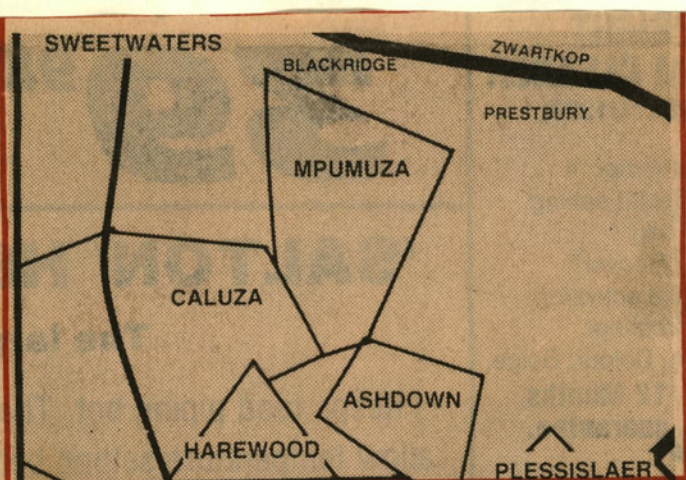 SWEETWATERS
ZWARTKOP
BLACKRIDGE
PRESTBURY
MPUMUZA
CALUZA
ASHDOWN
HAREWOOD
PLESSISLAER